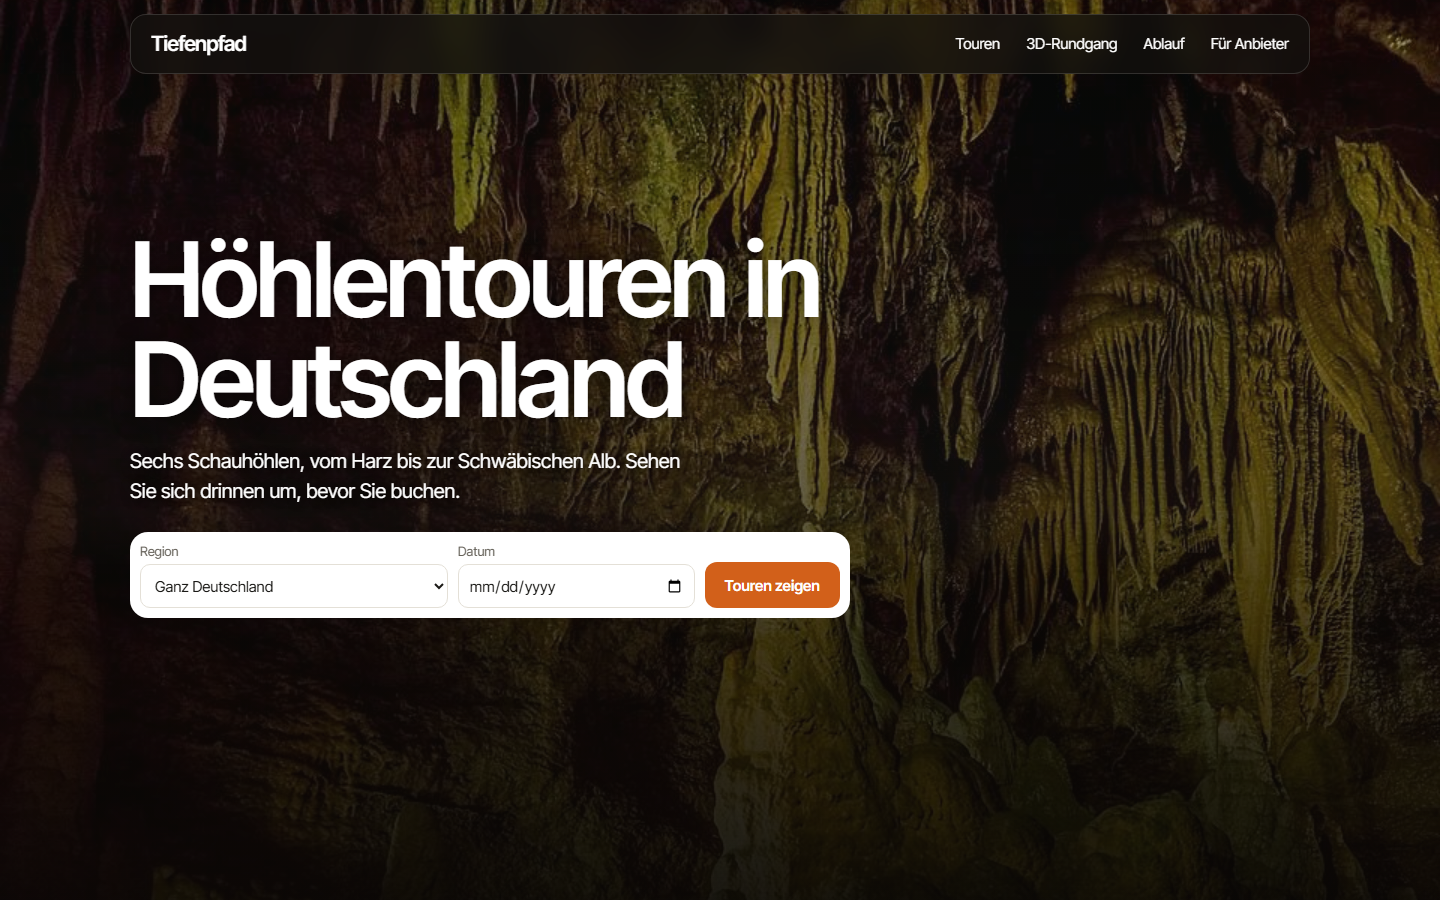 Tiefenpfad
Touren 3D-Rundgang Ablauf Für Anbieter
Höhlentouren in
Deutschland
Sechs Schauhöhlen, vom Harz bis zur Schwäbischen Alb. Sehen
Sie sich drinnen um, bevor Sie buchen.
Region Datum
Ganz Deutschland mm/dd/yyyy Touren zeigen